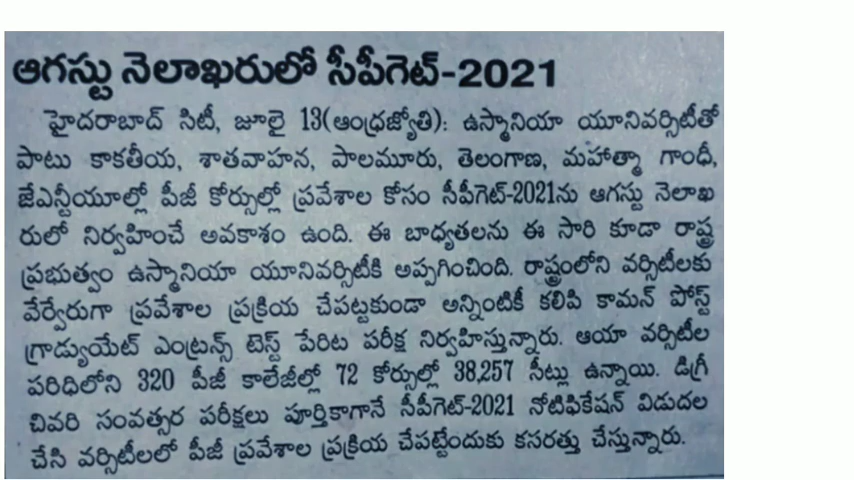 ఆగస్టు నెలాఖరులో సీపీగెట్-2021
హైదరాబాద్ సిటీ, జూలై 13(ఆంధ్రజ్యోతి): ఉస్మానియా యూనివర్సిటీతో
పాటు కాకతీయ, శాతవాహన, పాలమూరు, తెలంగాణ, మహాత్మా గాంధీ,
జేఎన్టీయూల్లో పీజీ కోర్సుల్లో ప్రవేశాల కోసం సీపీగెట్-2021ను ఆగస్టు నెలాఖ
రులో నిర్వహించే అవకాశం ఉంది. ఈ బాధ్యతలను ఈ సారి కూడా రాష్ట్ర
ప్రభుత్వం ఉస్మానియా యూనివర్సిటీకి అప్పగించింది. రాష్ట్రంలోని వర్సిటీలకు
వేర్వేరుగా ప్రవేశాల ప్రక్రియ చేపట్టకుండా అన్నింటికీ కలిపి కామన్ పోస్ట్
గ్రాడ్యుయేట్ ఎంట్రన్స్ టెస్ట్ పేరిట పరీక్ష నిర్వహిస్తున్నారు. ఆయా వర్సిటీల
పరిధిలోని 320 పీజీ కాలేజీల్లో 72 కోర్సుల్లో 38,257 సీట్లు ఉన్నాయి. డిగ్రీ
చివరి సంవత్సర పరీక్షలు పూర్తికాగానే సీపీగెట్-2021 నోటిఫికేషన్ విడుదల
చేసి వర్సిటీలలో పీజీ ప్రవేశాల ప్రక్రియ చేపట్టేందుకు కసరత్తు చేస్తున్నారు.